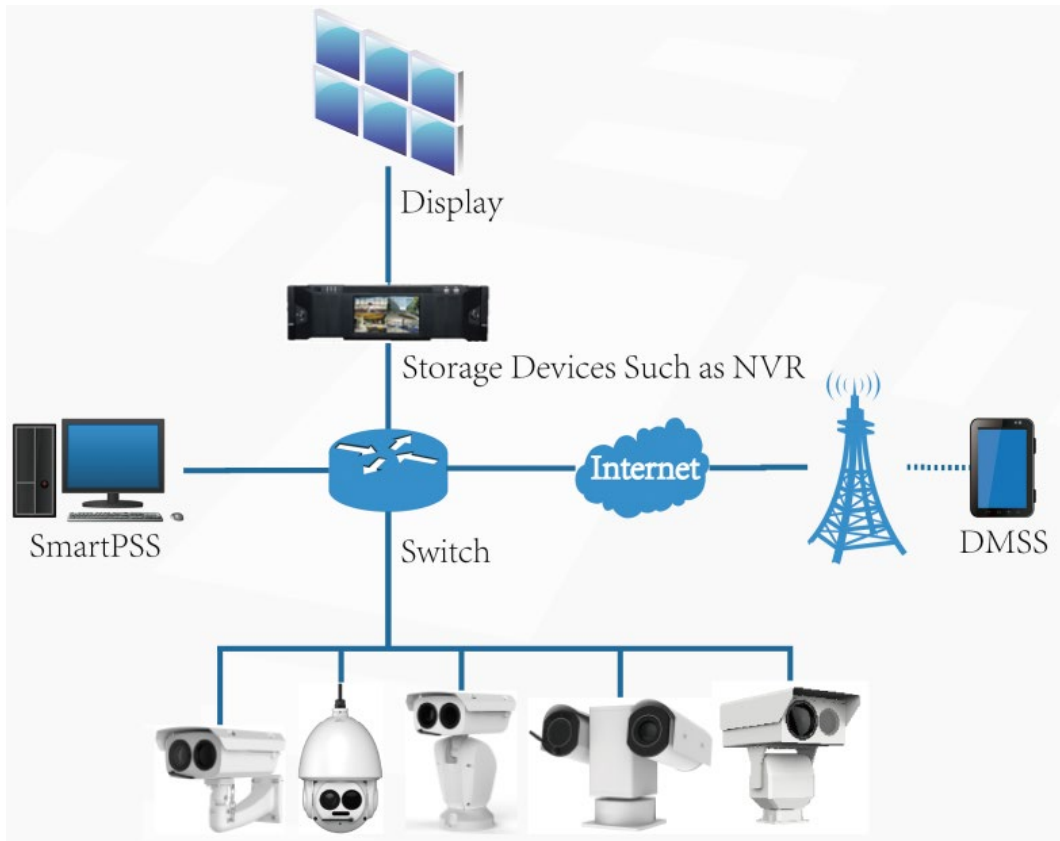 Display
Storage Devices Such as NVR
Internet
SmartPSS
Switch
DMSS